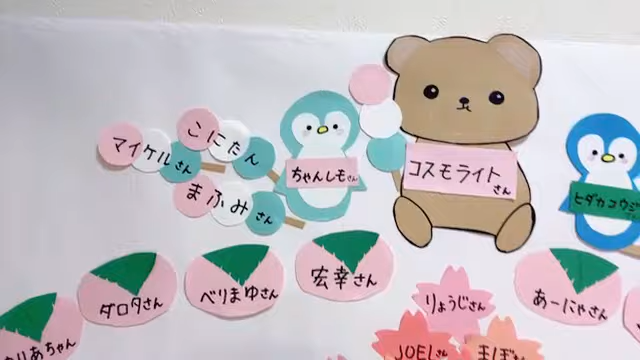 こにたん
マイケルさん
まふみさん
ちゃんしもさん
コスモライト
さん
ヒダカコウジ
ケロタさん
べりまゆさん
宏幸さん
りょうじさん
あーにゃさん
りあちゃん
JOELさん